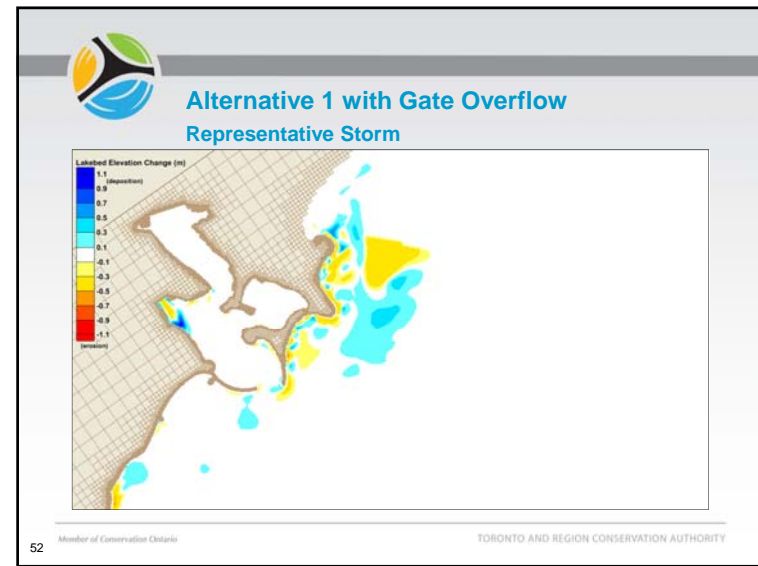 Alternative 1 with Gate Overflow
Representative Storm
Lakebed Elevation Change (m)
1.1
(deposition)
0.9
0.7
0.5
0.3
0.1
-0.1
-0.3
-0.5
-0.7
-0.9
-1.1
(erosion)
Member of Conservation Ontario
TORONTO AND REGION CONSERVATION AUTHORITY
52